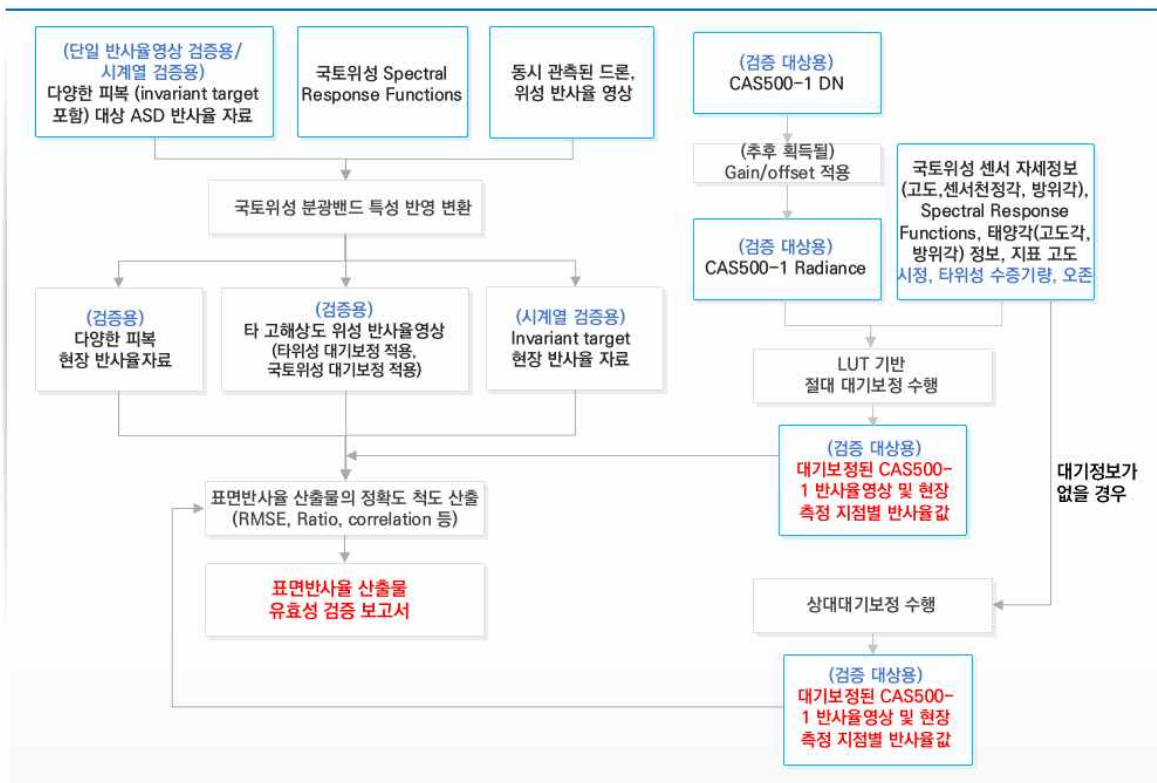 (단일 반사율영상 검증용/
시계열 검증용)
다양한 피복 (invariant target
포함) 대상 ASD 반사율 자료
국토위성 Spectral
Response Functions
동시 관측된 드론,
위성 반사율 영상
(검증 대상용)
CAS500-1 DN
(추후 획득될)
Gain/offset 적용
국토위성 센서 자세정보
(고도,센서천정각, 방위각),
Spectral Response
Functions, 태양각(고도각,
방위각) 정보, 지표 고도
시정, 타위성 수증기량, 오존
국토위성 분광밴드 특성 반영 변환
(검증 대상용)
CAS500-1 Radiance
(검증용)
다양한 피복
현장 반사율자료
(검증용)
타 고해상도 위성 반사율영상
(타위성 대기보정 적용,
국토위성 대기보정 적용)
(시계열 검증용)
Invariant target
현장 반사율 자료
LUT 기반
절대 대기보정 수행
(검증 대상용)
대기보정된 CAS500-
1 반사율영상 및 현장
측정 지점별 반사율값
대기정보가
없을 경우
표면반사율 산출물의 정확도 척도 산출
(RMSE, Ratio, correlation 등)
표면반사율 산출물
유효성 검증 보고서
상대대기보정 수행
(검증 대상용)
대기보정된 CAS500-
1 반사율영상 및 현장
측정 지점별 반사율값